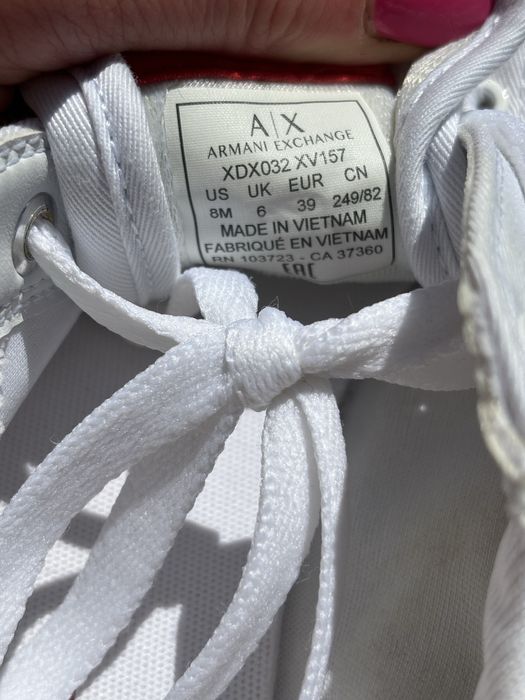 A|X
ARMANI EXCHANGE
XDX032 XV157
US UK EUR CN
8M 6 39 249/82
MADE IN VIETNAM
FABRIQUÉ EN VIETNAM
RN 103723 - CA 37360
EAC